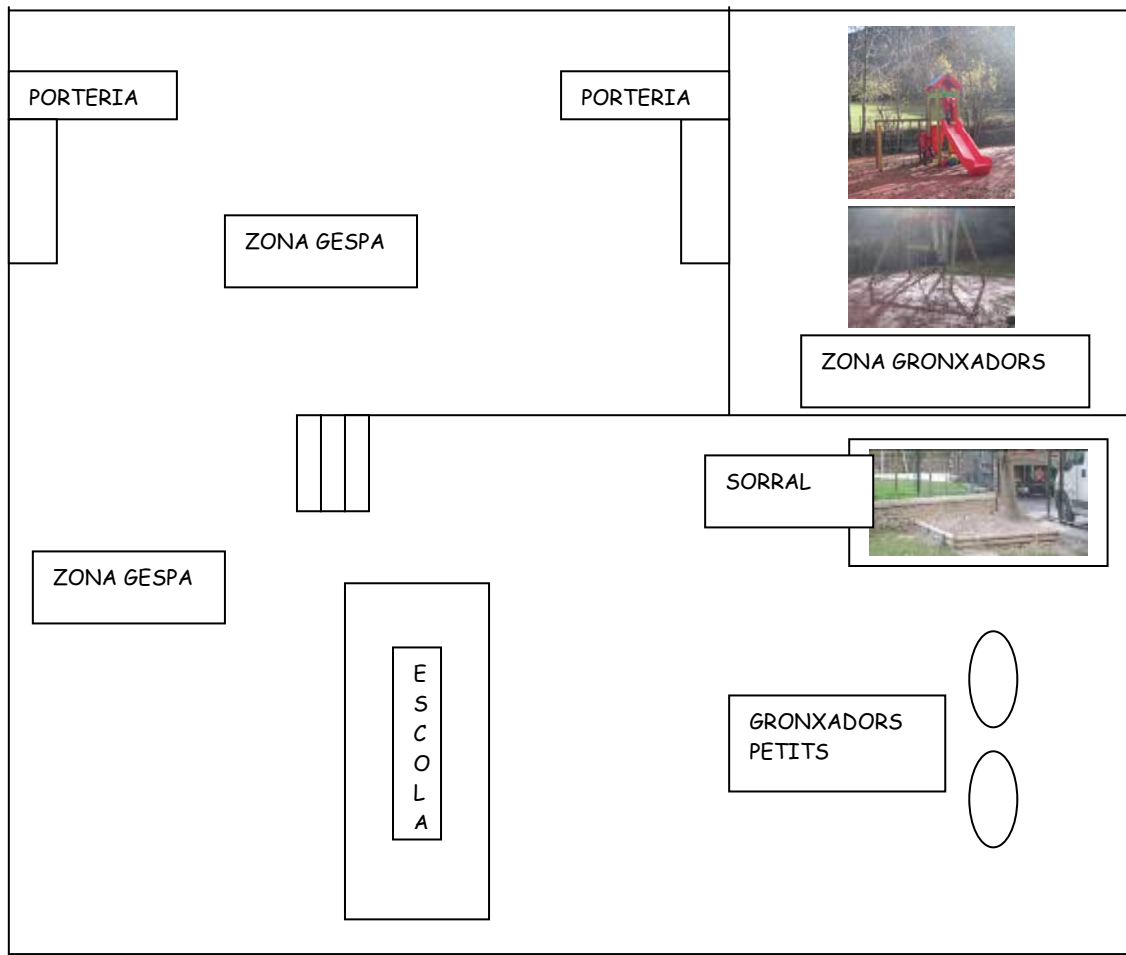 PORTERIA
PORTERIA
ZONA GESPA
ZONA GRONXADORS
SORRAL
ZONA GESPA
E
S
C
O
L
A
GRONXADORS
PETITS